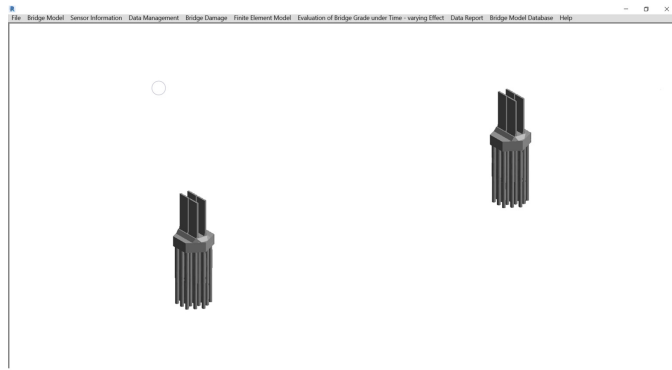 File Bridge Model Sensor Information Data Management Bridge Damage Finite Element Model Evaluation of Bridge Grade under Time - varying Effect Data Report Bridge Model Database Help